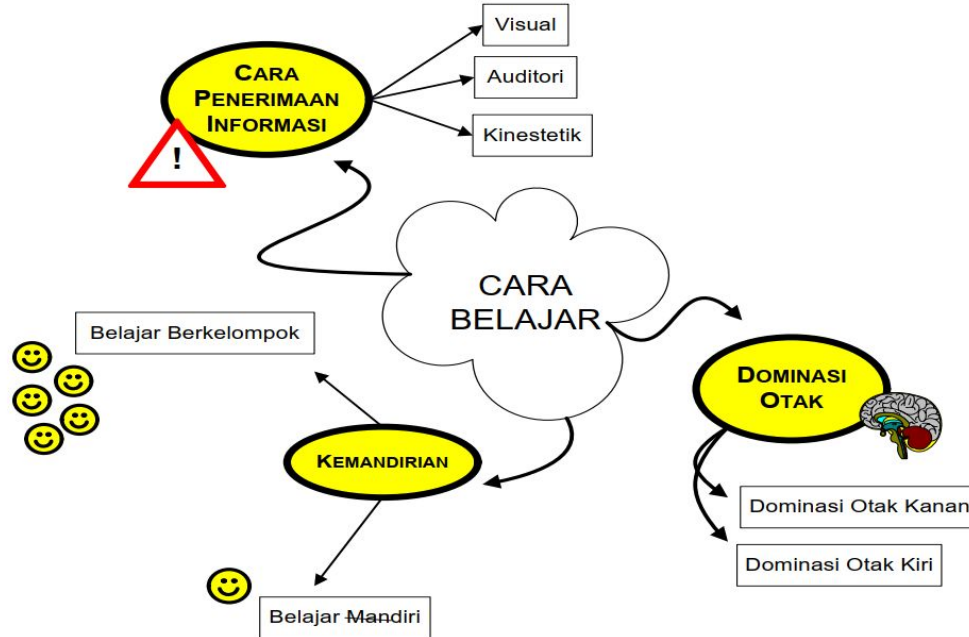 Visual
CARA
PENERIMAAN
INFORMASI
Auditori
Kinestetik
!
CARA
BELAJAR
Belajar Berkelompok
DOMINASI
OTAK
KEMANDIRIAN
Dominasi Otak Kanan
Dominasi Otak Kiri
Belajar Mandiri